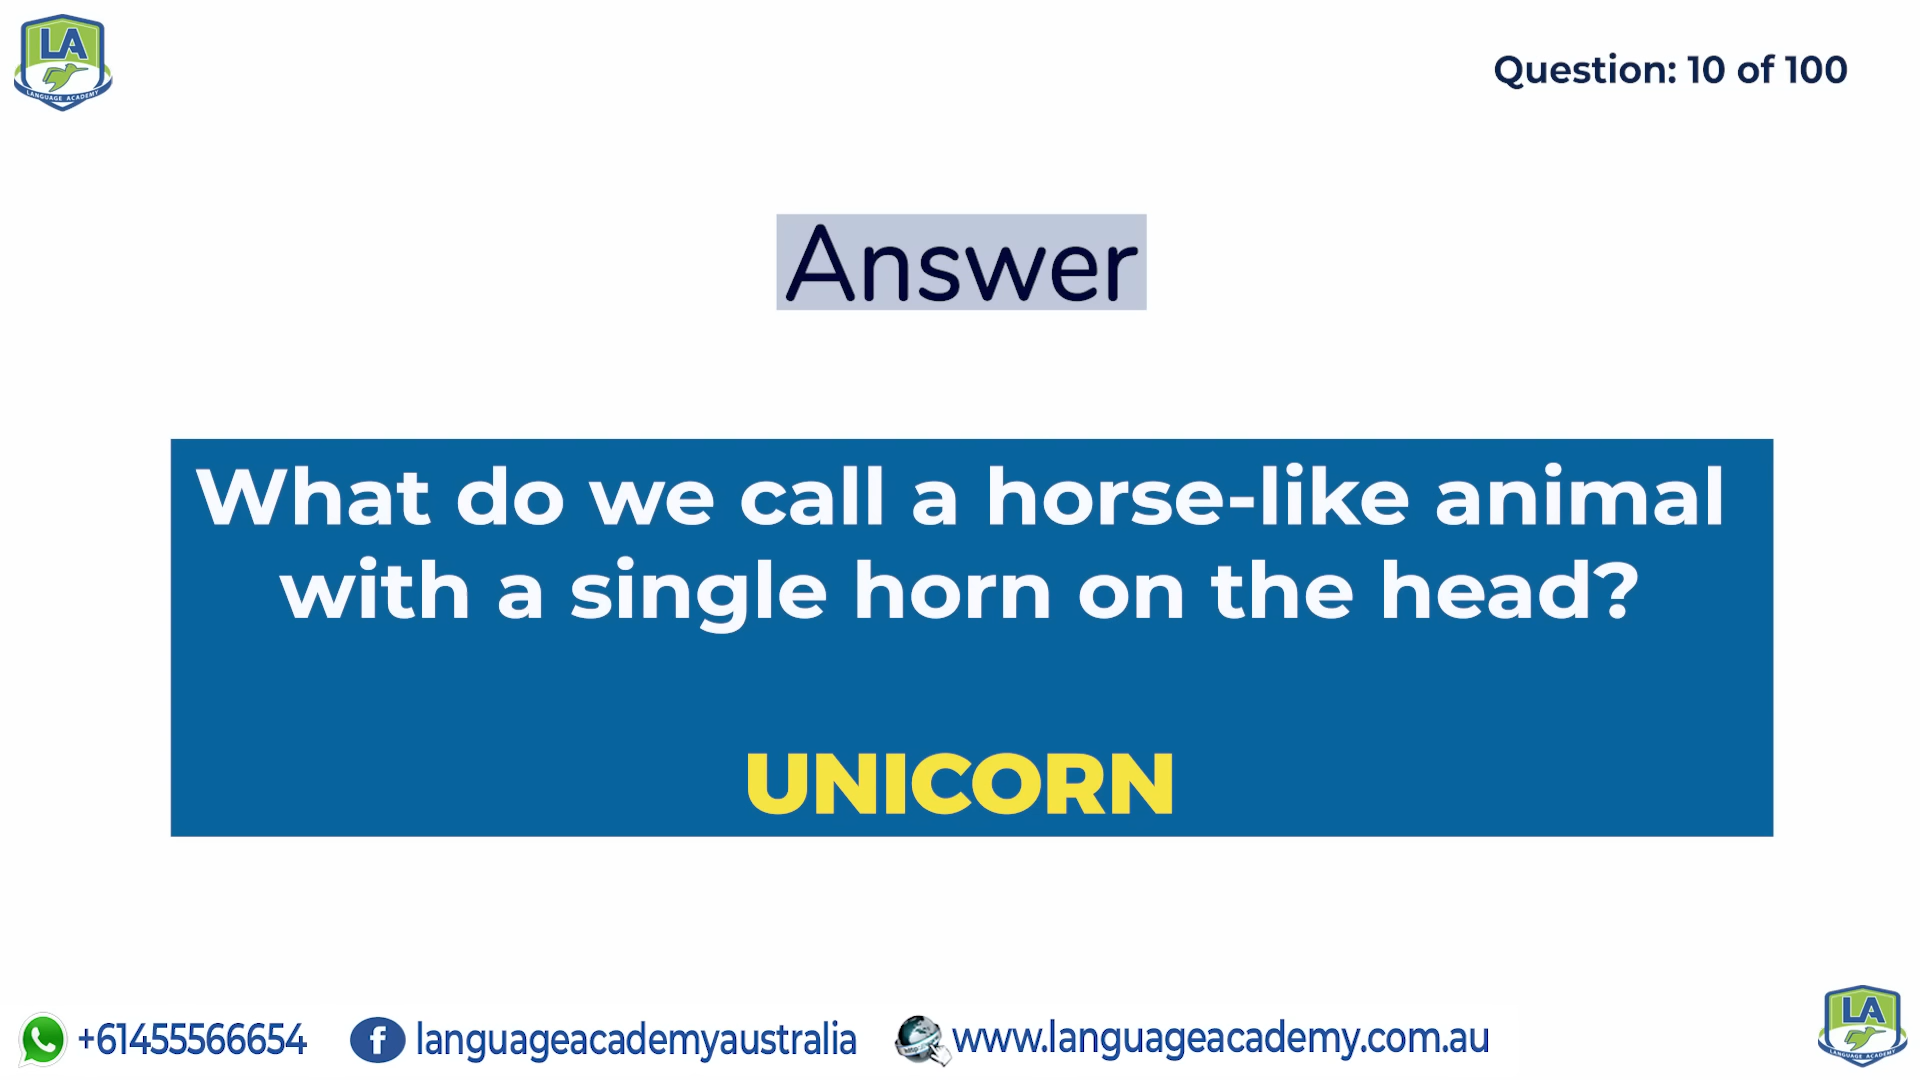 LA
LANGUAGE ACADEMY
Question: 10 of 100
Answer
What do we call a horse-like animal
with a single horn on the head?
UNICORN
+61455566654
languageacademyaustralia
http
www.languageacademy.com.au
LA
LANGUAGE ACADEMY